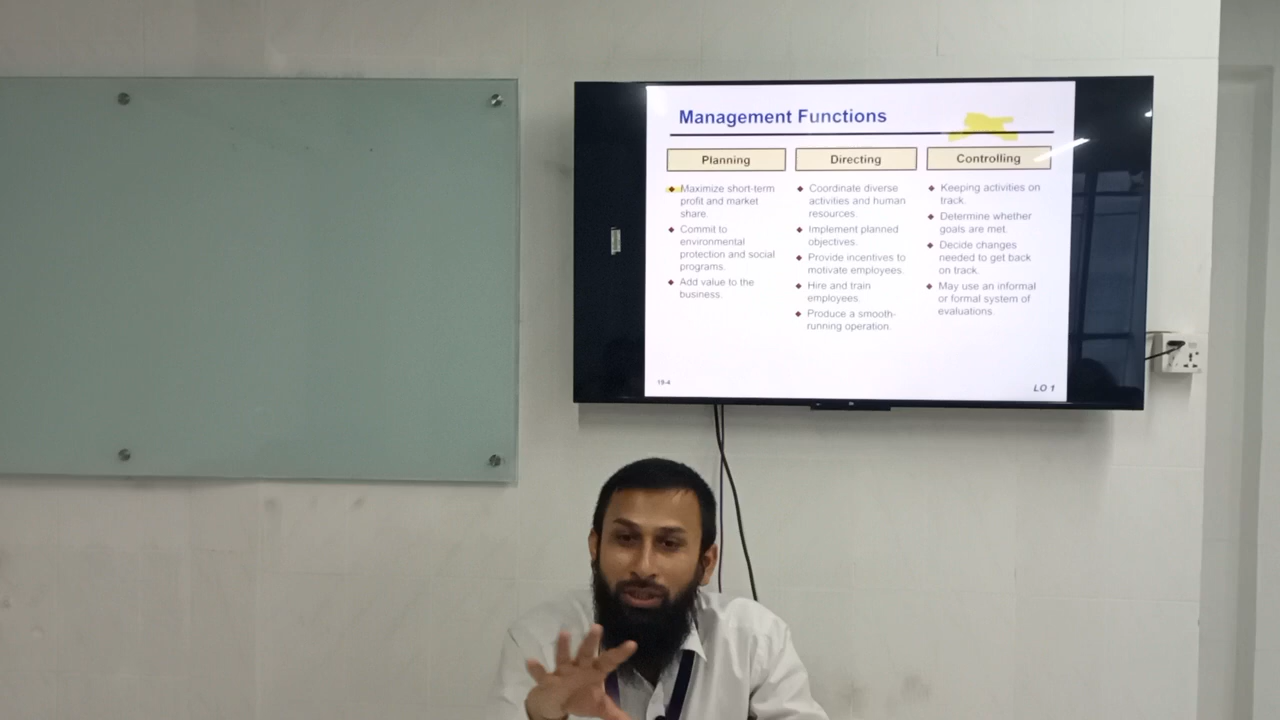 Management Functions
Planning
Maximize short-term
profit and market
share.
Commit to
environmental
protection and social
programs.
Add value to the
business.
Directing
Coordinate diverse
activities and human
resources.
Implement planned
objectives.
Provide incentives to
motivate employees.
Hire and train
employees.
Produce a smooth-
running operation.
Controlling
Keeping activities on
track.
Determine whether
goals are met.
Decide changes
needed to get back
on track.
May use an informal
or formal system of
evaluations.
19-4
LO 1